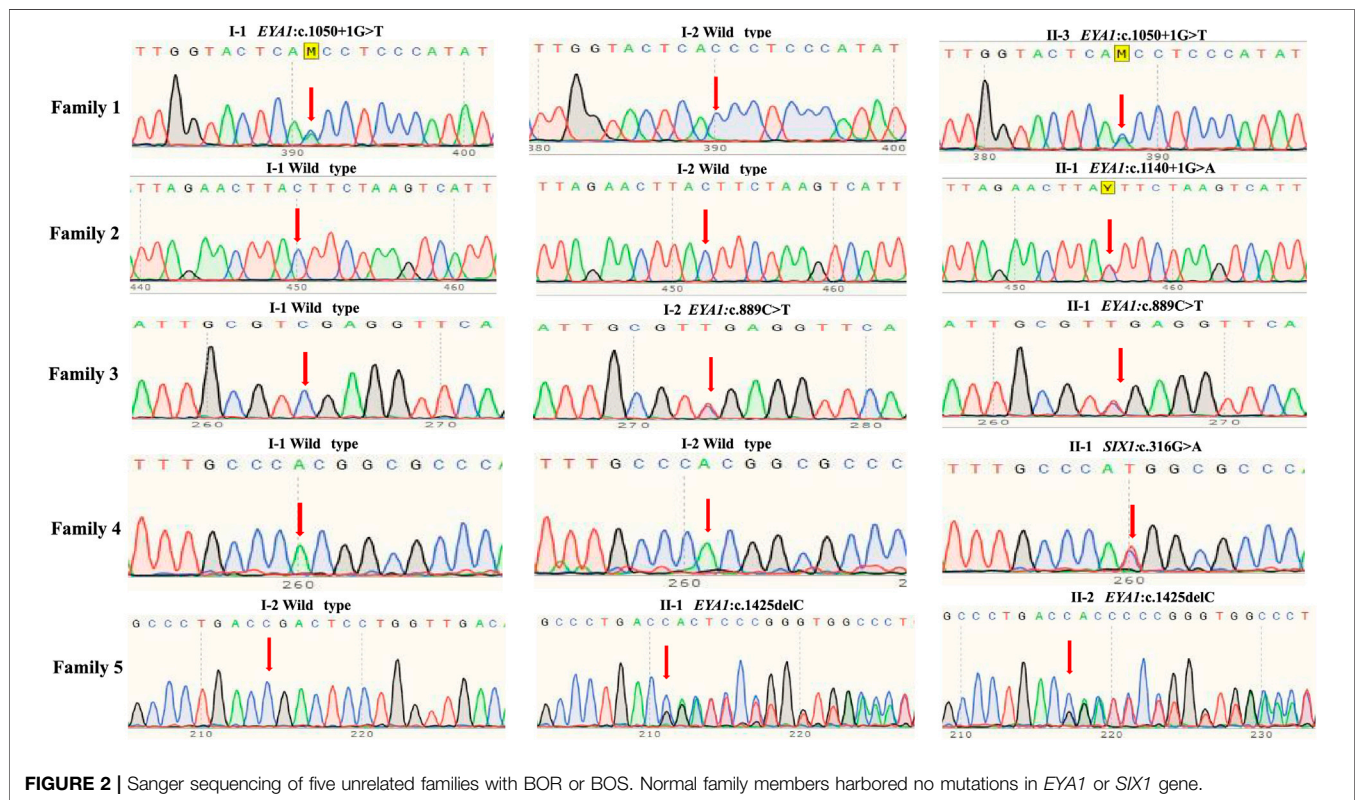 I-1 EYA1:c.1050+1G>T
I-2 Wild type
II-3 EYA1:c.1050+1G>T
T T G G T A C T C A M C C T C C C A T A T
T T G G T A C T C A C C C T C C C A T A T
T T G G T A C T C A M C C T C C C A T A T
Family 1
390 400
380 390 400
380 390 400
I-1 Wild type
I-2 Wild type
II-1 EYA1:c.1140+1G>A
T T A G A A C T T A C T T C T A A G T C A T T
T T A G A A C T T A C T T C T A A G T C A T T
T T A G A A C T T A Y T T C T A A G T C A T T
Family 2
440 450 460
450 460
450 460
I-1 Wild type
I-2 EYA1:c.889C>T
II-1 EYA1:c.889C>T
A T T G C G T C G A G G T T C A
A T T G C G T T G A G G T T C A
A T T G C G T T G A G G T T C A
Family 3
260 270
270 280
260 270
I-1 Wild type
I-2 Wild type
II-1 SIX1:c.316G>A
T T T G C C C A C G G C G C C C A
T T T G C C C A C G G C G C C C
T T T G C C C A T G G C G C C C A
Family 4
260
260 2
260
I-2 Wild type
II-1 EYA1:c.1425delC
II-2 EYA1:c.1425delC
G C C C T G A C C G A C T C C T G G T T G A C A
G C C C T G A C C A C T C C C G G G T G G C C C T
G C C C T G A C C A C C C C C G G G T G G C C C T
Family 5
210 220
210 220
210 220 230
FIGURE 2 | Sanger sequencing of five unrelated families with BOR or BOS. Normal family members harbored no mutations in EYA1 or SIX1 gene.